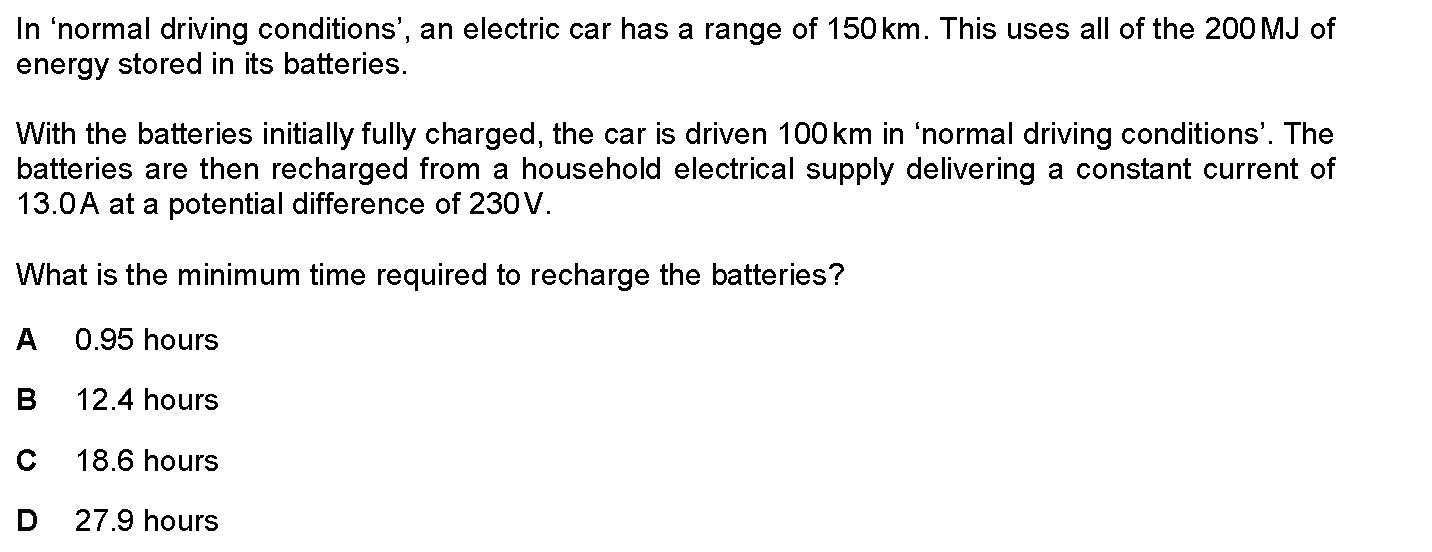 In ‘normal driving conditions’, an electric car has a range of 150 km. This uses all of the 200 MJ of
energy stored in its batteries.
With the batteries initially fully charged, the car is driven 100 km in ‘normal driving conditions’. The
batteries are then recharged from a household electrical supply delivering a constant current of
13.0 A at a potential difference of 230 V.
What is the minimum time required to recharge the batteries?
A 0.95 hours
B 12.4 hours
C 18.6 hours
D 27.9 hours